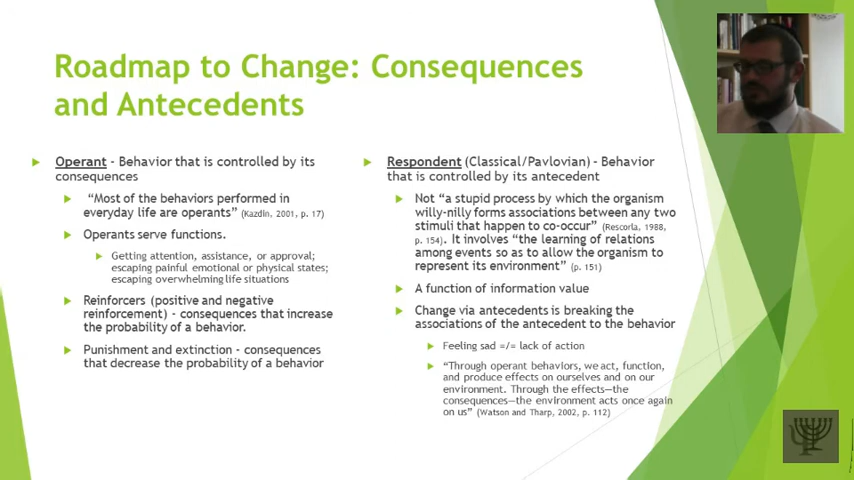 Roadmap to Change: Consequences
and Antecedents
Operant - Behavior that is controlled by its
consequences
"Most of the behaviors performed in
everyday life are operants" (Kazdin, 2001, p. 17)
Operants serve functions.
Getting attention, assistance, or approval;
escaping painful emotional or physical states;
escaping overwhelming life situations
Reinforcers (positive and negative
reinforcement) - consequences that increase
the probability of a behavior.
Punishment and extinction - consequences
that decrease the probability of a behavior
Respondent (Classical/Pavlovian) - Behavior
that is controlled by its antecedent
Not "a stupid process by which the organism
willy-nilly forms associations between any two
stimuli that happen to co-occur" (Rescorla, 1988,
p. 154). It involves "the learning of relations
among events so as to allow the organism to
represent its environment" (p. 151)
A function of information value
Change via antecedents is breaking the
associations of the antecedent to the behavior
Feeling sad =/= lack of action
"Through operant behaviors, we act, function,
and produce effects on ourselves and on our
environment. Through the effects—the
consequences—the environment acts once again
on us" (Watson and Tharp, 2002, p. 112)